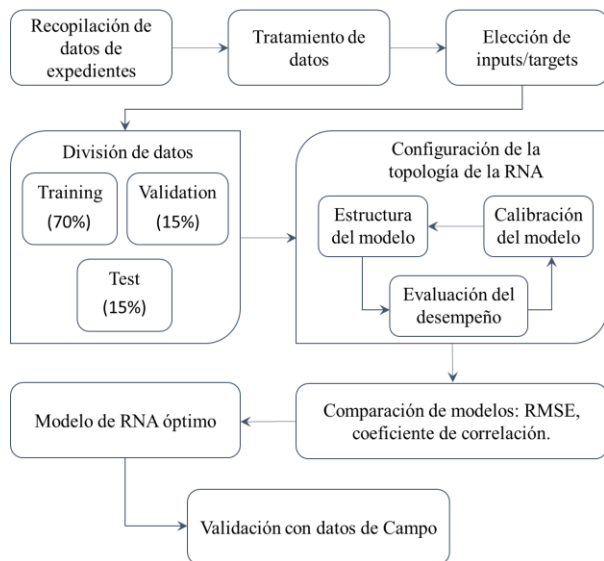 Recopilación de
datos de
expedientes
Tratamiento de
datos
Elección de
inputs/targets
División de datos
Training
(70%)
Validation
(15%)
Test
(15%)
Configuración de la
topología de la RNA
Estructura
del modelo
Calibración
del modelo
Evaluación del
desempeño
Modelo de RNA óptimo
Comparación de modelos: RMSE,
coeficiente de correlación.
Validación con datos de Campo